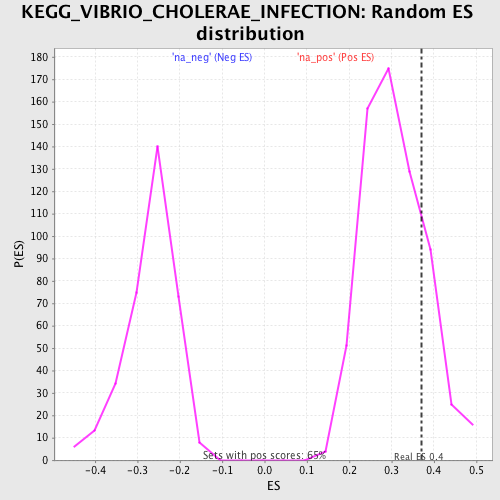 KEGG_VIBRIO_CHOLERAE_INFECTION: Random ES
distribution
'na_neg' (Neg ES) 'na_pos' (Pos ES)
180
170
160
150
140
130
120
110
100
90
80
70
60
50
40
30
20
10
0
P(ES)
Sets with pos scores: 65%
Real ES 0.4
-0.4 -0.3 -0.2 -0.1 0.0 0.1 0.2 0.3 0.4 0.5
ES